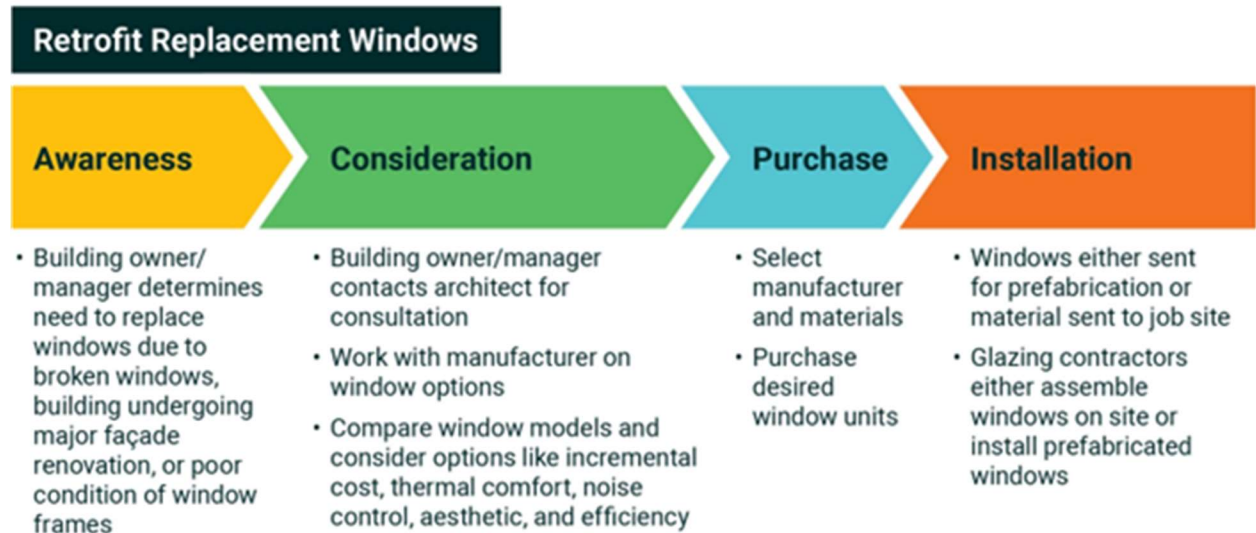 Retrofit Replacement Windows
Awareness
Consideration
Purchase
Installation
• Building owner/
manager determines
need to replace
windows due to
broken windows,
building undergoing
major façade
renovation, or poor
condition of window
frames
• Building owner/manager
contacts architect for
consultation
• Work with manufacturer on
window options
• Compare window models and
consider options like incremental
cost, thermal comfort, noise
control, aesthetic, and efficiency
• Select
manufacturer
and materials
• Purchase
desired
window units
• Windows either sent
for prefabrication or
material sent to job site
• Glazing contractors
either assemble
windows on site or
install prefabricated
windows